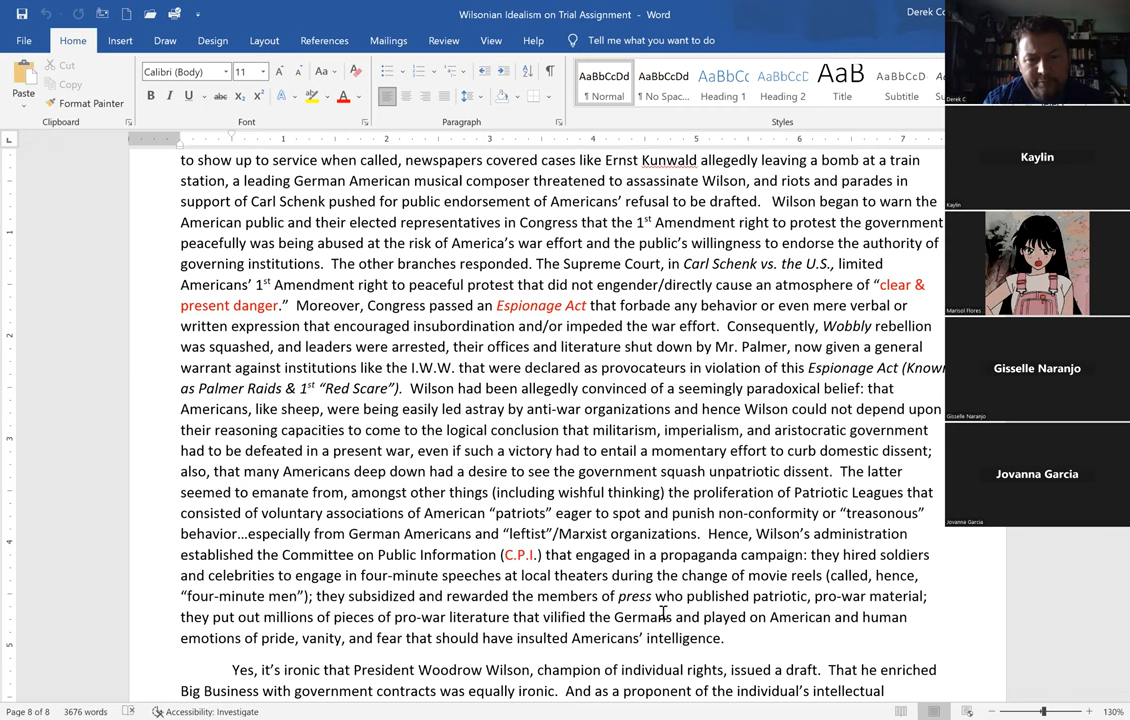 Wilsonian Idealism on Trial Assignment - Word
Derek Co
File Home Insert Draw Design Layout References Mailings Review View Help Tell me what you want to do
Paste
Cut
Copy
Format Painter
Clipboard
Calibri (Body) 11
Font
Paragraph
AaBbCcDd
¶ Normal
AaBbCcDd
¶ No Spac...
AaBbCc
Heading 1
AaBbCcD
Heading 2
AaB
Title
AaBbCcD
Subtitle
Styles
1 2 3 4 5 6 7
to show up to service when called, newspapers covered cases like Ernst Kunwald allegedly leaving a bomb at a train
station, a leading German American musical composer threatened to assassinate Wilson, and riots and parades in
support of Carl Schenk pushed for public endorsement of Americans’ refusal to be drafted. Wilson began to warn the
American public and their elected representatives in Congress that the 1st Amendment right to protest the government
peacefully was being abused at the risk of America’s war effort and the public’s willingness to endorse the authority of
governing institutions. The other branches responded. The Supreme Court, in Carl Schenk vs. the U.S., limited
Americans’ 1st Amendment right to peaceful protest that did not engender/directly cause an atmosphere of “clear &
present danger.” Moreover, Congress passed an Espionage Act that forbade any behavior or even mere verbal or
written expression that encouraged insubordination and/or impeded the war effort. Consequently, Wobbly rebellion
was squashed, and leaders were arrested, their offices and literature shut down by Mr. Palmer, now given a general
warrant against institutions like the I.W.W. that were declared as provocateurs in violation of this Espionage Act (Known
as Palmer Raids & 1st “Red Scare”). Wilson had been allegedly convinced of a seemingly paradoxical belief: that
Americans, like sheep, were being easily led astray by anti-war organizations and hence Wilson could not depend upon
their reasoning capacities to come to the logical conclusion that militarism, imperialism, and aristocratic government
had to be defeated in a present war, even if such a victory had to entail a momentary effort to curb domestic dissent;
also, that many Americans deep down had a desire to see the government squash unpatriotic dissent. The latter
seemed to emanate from, amongst other things (including wishful thinking) the proliferation of Patriotic Leagues that
consisted of voluntary associations of American “patriots” eager to spot and punish non-conformity or “treasonous”
behavior…especially from German Americans and “leftist”/Marxist organizations. Hence, Wilson’s administration
established the Committee on Public Information (C.P.I.) that engaged in a propaganda campaign: they hired soldiers
and celebrities to engage in four-minute speeches at local theaters during the change of movie reels (called, hence,
“four-minute men”); they subsidized and rewarded the members of press who published patriotic, pro-war material;
they put out millions of pieces of pro-war literature that vilified the Germans and played on American and human
emotions of pride, vanity, and fear that should have insulted Americans’ intelligence.
Yes, it’s ironic that President Woodrow Wilson, champion of individual rights, issued a draft. That he enriched
Big Business with government contracts was equally ironic. And as a proponent of the individual’s intellectual
Page 8 of 8 3676 words Accessibility: Investigate 130%
Derek C
Kaylin
Kaylin
Marisol Flores
Gisselle Naranjo
Gisselle Naranjo
Jovanna Garcia
Jovanna Garcia